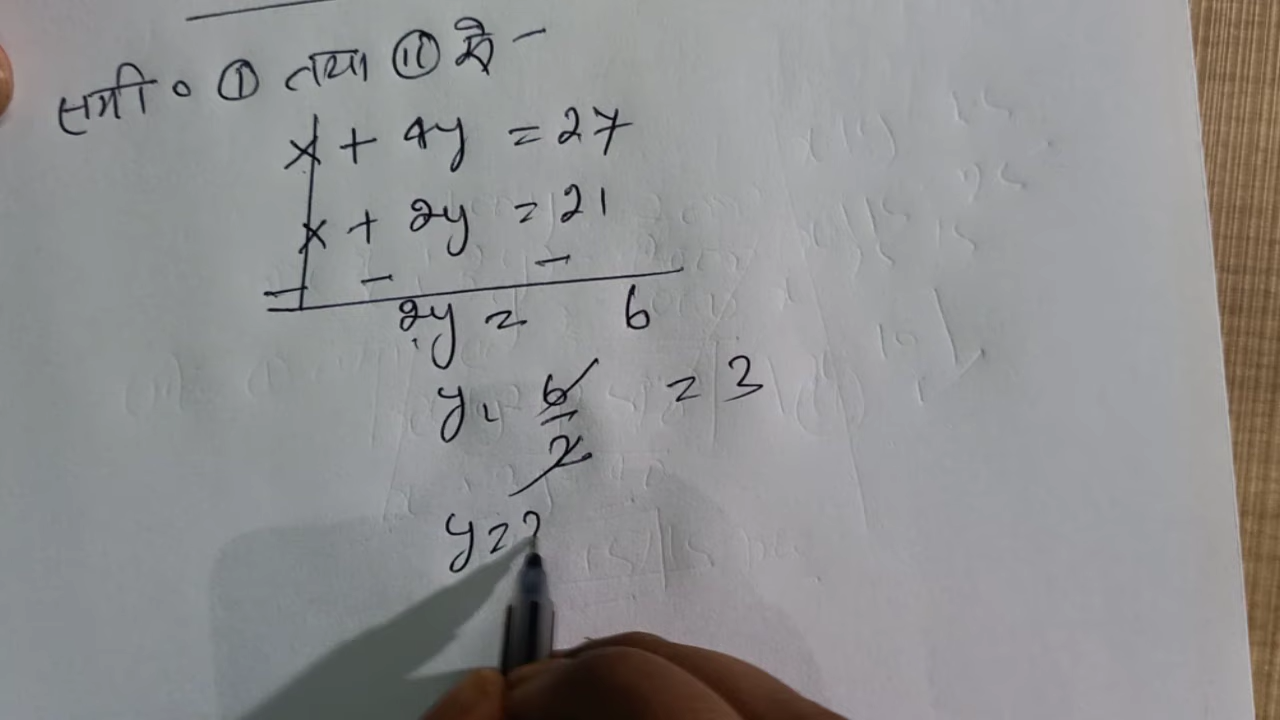 समी० ① तथा ⑪ से -
x + 4y = 27
x + 2y = 21
- - -
2y = 6
y = 6/2 = 3
y = 3